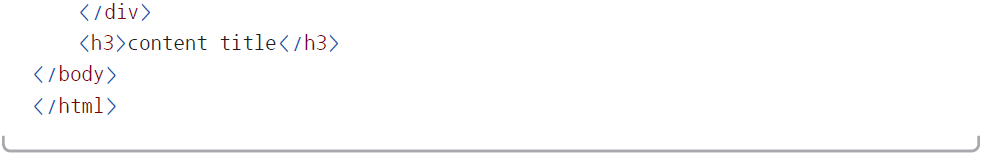 </div>
<h3>content title</h3>
</body>
</html>